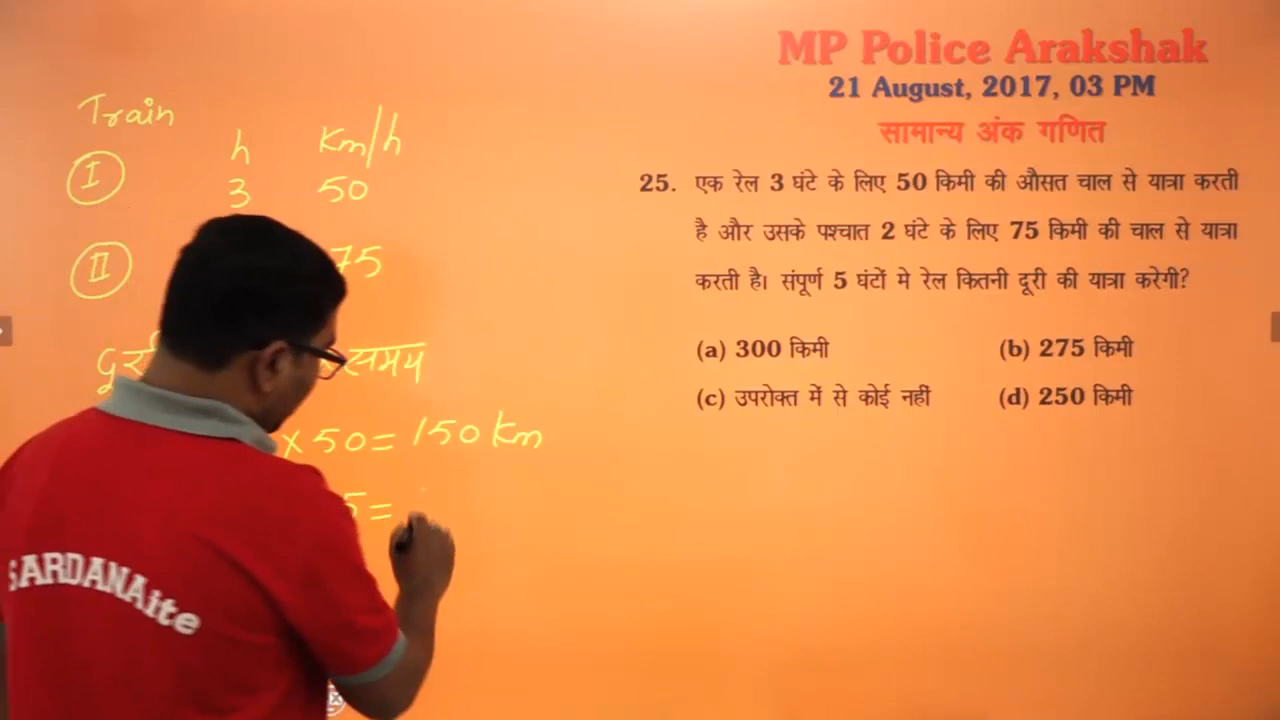 MP Police Arakshak
21 August, 2017, 03 PM
सामान्य अंक गणित
25. एक रेल 3 घंटे के लिए 50 किमी की औसत चाल से यात्रा करती
है और उसके पश्चात 2 घंटे के लिए 75 किमी की चाल से यात्रा
करती है। संपूर्ण 5 घंटों मे रेल कितनी दूरी की यात्रा करेगी?
(a) 300 किमी (b) 275 किमी
(c) उपरोक्त में से कोई नहीं (d) 250 किमी
Train
h Km/h
I 3 50
II 75
समय
× 50 = 150 Km
5 =
SARDANAite